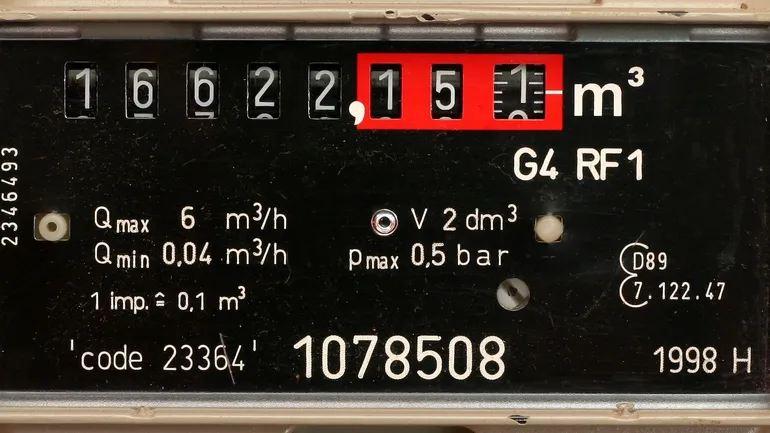 16622,151 m³
G4 RF1
2346493
Qmax 6 m³/h
V 2 dm³
Qmin 0,04 m³/h
pmax 0,5 bar
D89
7.122.47
1 imp. ≙ 0,1 m³
'code 23364'
1078508
1998 H